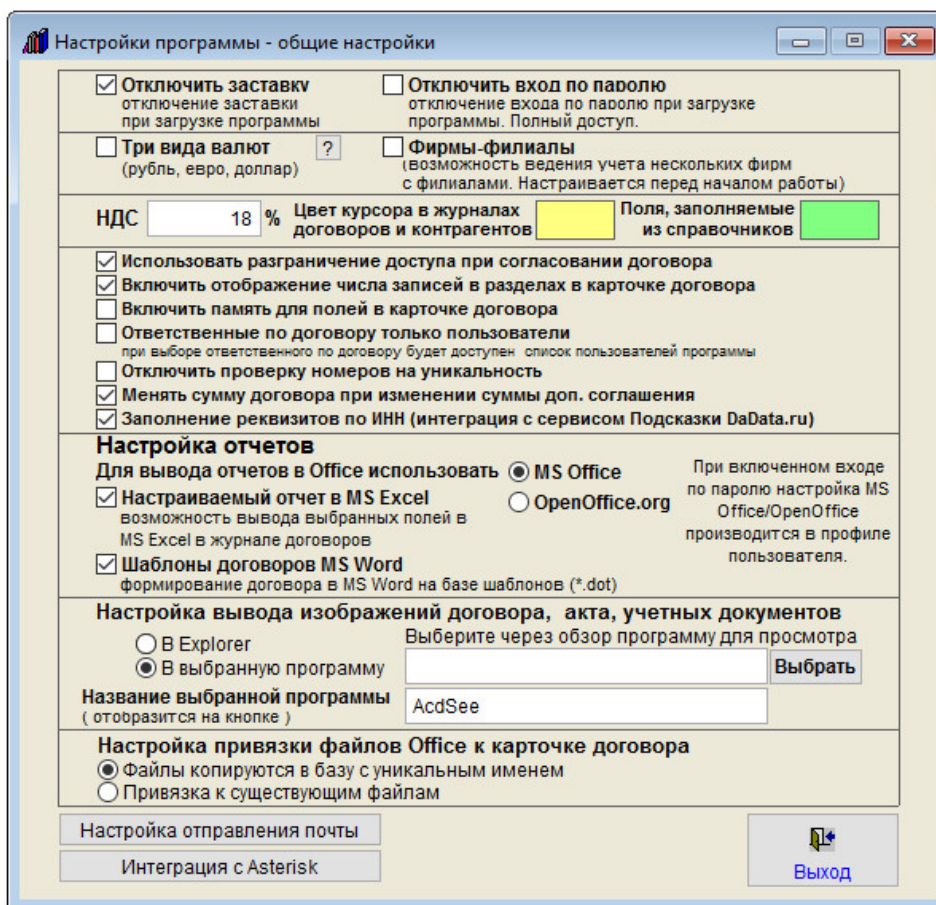 Настройки программы - общие настройки
Отключить заставку
отключение заставки
при загрузке программы
Отключить вход по паролю
отключение входа по паролю при загрузке
программы. Полный доступ.
Три вида валют ?
(рубль, евро, доллар)
Фирмы-филиалы
(возможность ведения учета нескольких фирм
с филиалами. Настраивается перед началом работы)
НДС 18 %
Цвет курсора в журналах
договоров и контрагентов
Поля, заполняемые
из справочников
Использовать разграничение доступа при согласовании договора
Включить отображение числа записей в разделах в карточке договора
Включить память для полей в карточке договора
Ответственные по договору только пользователи
при выборе ответственного по договору будет доступен список пользователей программы
Отключить проверку номеров на уникальность
Менять сумму договора при изменении суммы доп. соглашения
Заполнение реквизитов по ИНН (интеграция с сервисом Подсказки DaData.ru)
Настройка отчетов
Для вывода отчетов в Office использовать MS Office
OpenOffice.org
Настраиваемый отчет в MS Excel
возможность вывода выбранных полей в
MS Excel в журнале договоров
Шаблоны договоров MS Word
формирование договора в MS Word на базе шаблонов (*.dot)
При включенном входе
по паролю настройка MS
Office/OpenOffice
производится в профиле
пользователя.
Настройка вывода изображений договора, акта, учетных документов
В Explorer
В выбранную программу
Выберите через обзор программу для просмотра
Выбрать
Название выбранной программы
( отобразится на кнопке )
AcdSee
Настройка привязки файлов Office к карточке договора
Файлы копируются в базу с уникальным именем
Привязка к существующим файлам
Настройка отправления почты
Интеграция с Asterisk
Выход